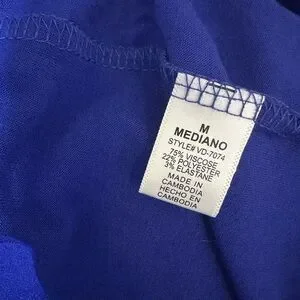 M
MEDIANO
STYLE# VD-7074
75% VISCOSE
22% POLYESTER
3% ELASTANE
MADE IN
CAMBODIA
HECHO EN
CAMBODIA